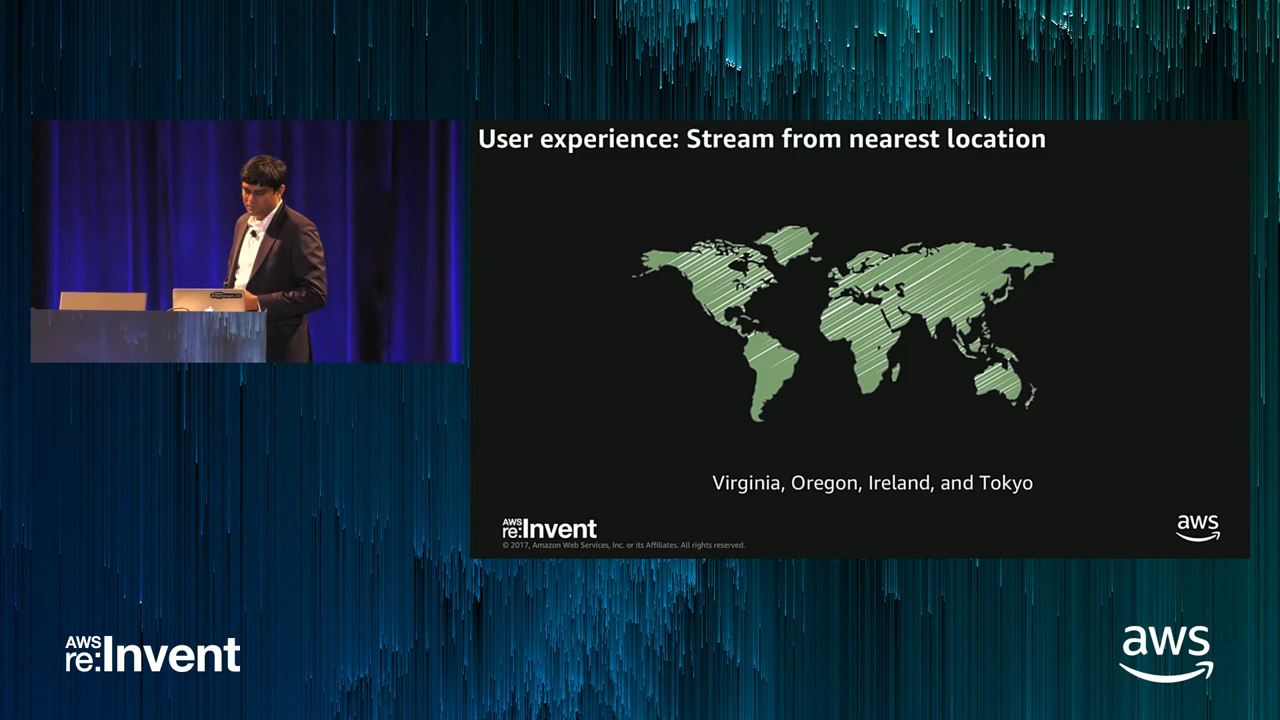 User experience: Stream from nearest location
Virginia, Oregon, Ireland, and Tokyo
AWS
re:Invent
© 2017, Amazon Web Services, Inc. or its Affiliates. All rights reserved.
aws
AWS
re:Invent
aws